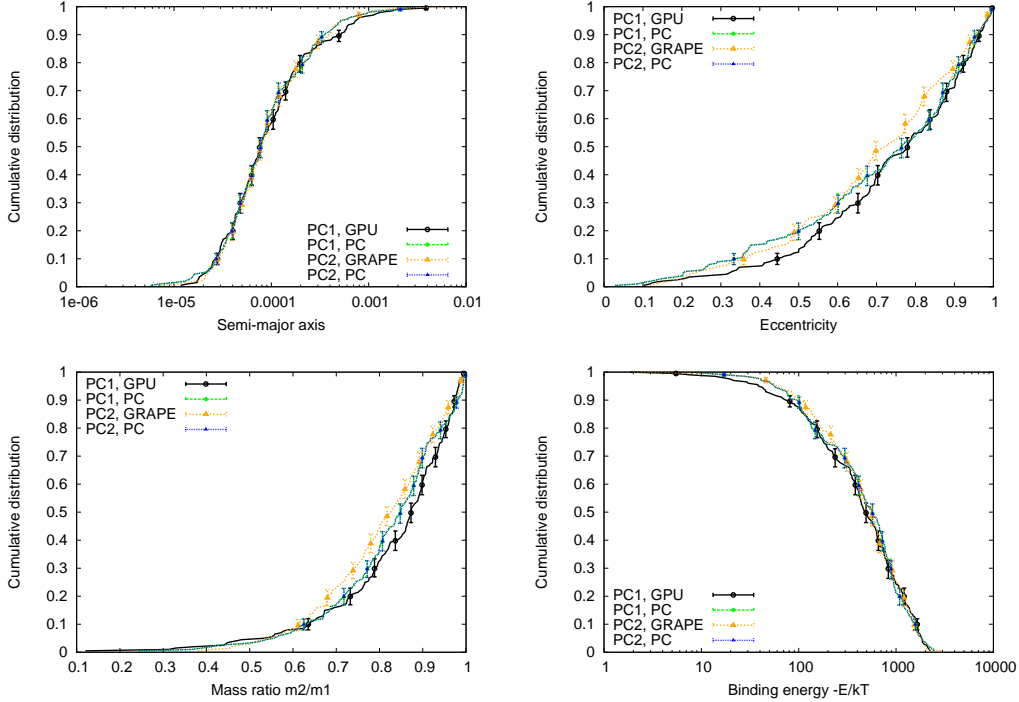 1
0.9
0.8
0.7
0.6
0.5
0.4
0.3
0.2
0.1
0
Cumulative distribution
PC1, GPU
PC1, PC
PC2, GRAPE
PC2, PC
1e-06 1e-05 0.0001 0.001 0.01
Semi-major axis
1
0.9
0.8
0.7
0.6
0.5
0.4
0.3
0.2
0.1
0
Cumulative distribution
PC1, GPU
PC1, PC
PC2, GRAPE
PC2, PC
0 0.1 0.2 0.3 0.4 0.5 0.6 0.7 0.8 0.9 1
Eccentricity
1
0.9
0.8
0.7
0.6
0.5
0.4
0.3
0.2
0.1
0
Cumulative distribution
PC1, GPU
PC1, PC
PC2, GRAPE
PC2, PC
0.1 0.2 0.3 0.4 0.5 0.6 0.7 0.8 0.9 1
Mass ratio m2/m1
1
0.9
0.8
0.7
0.6
0.5
0.4
0.3
0.2
0.1
0
Cumulative distribution
PC1, GPU
PC1, PC
PC2, GRAPE
PC2, PC
1 10 100 1000 10000
Binding energy -E/kT